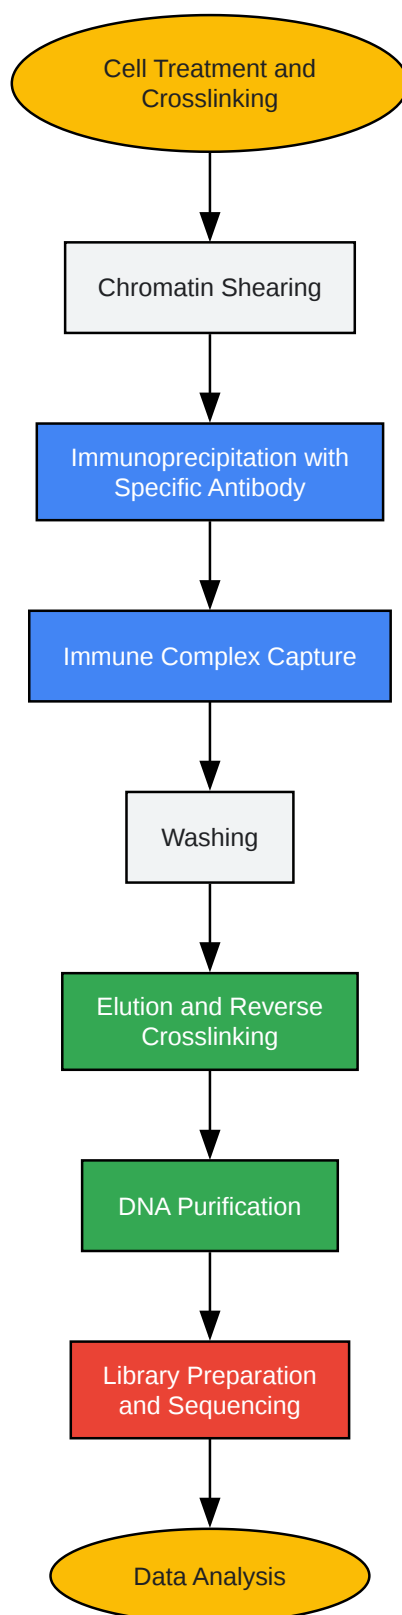 Cell Treatment and
Crosslinking
Chromatin Shearing
Immunoprecipitation with
Specific Antibody
Immune Complex Capture
Washing
Elution and Reverse
Crosslinking
DNA Purification
Library Preparation
and Sequencing
Data Analysis